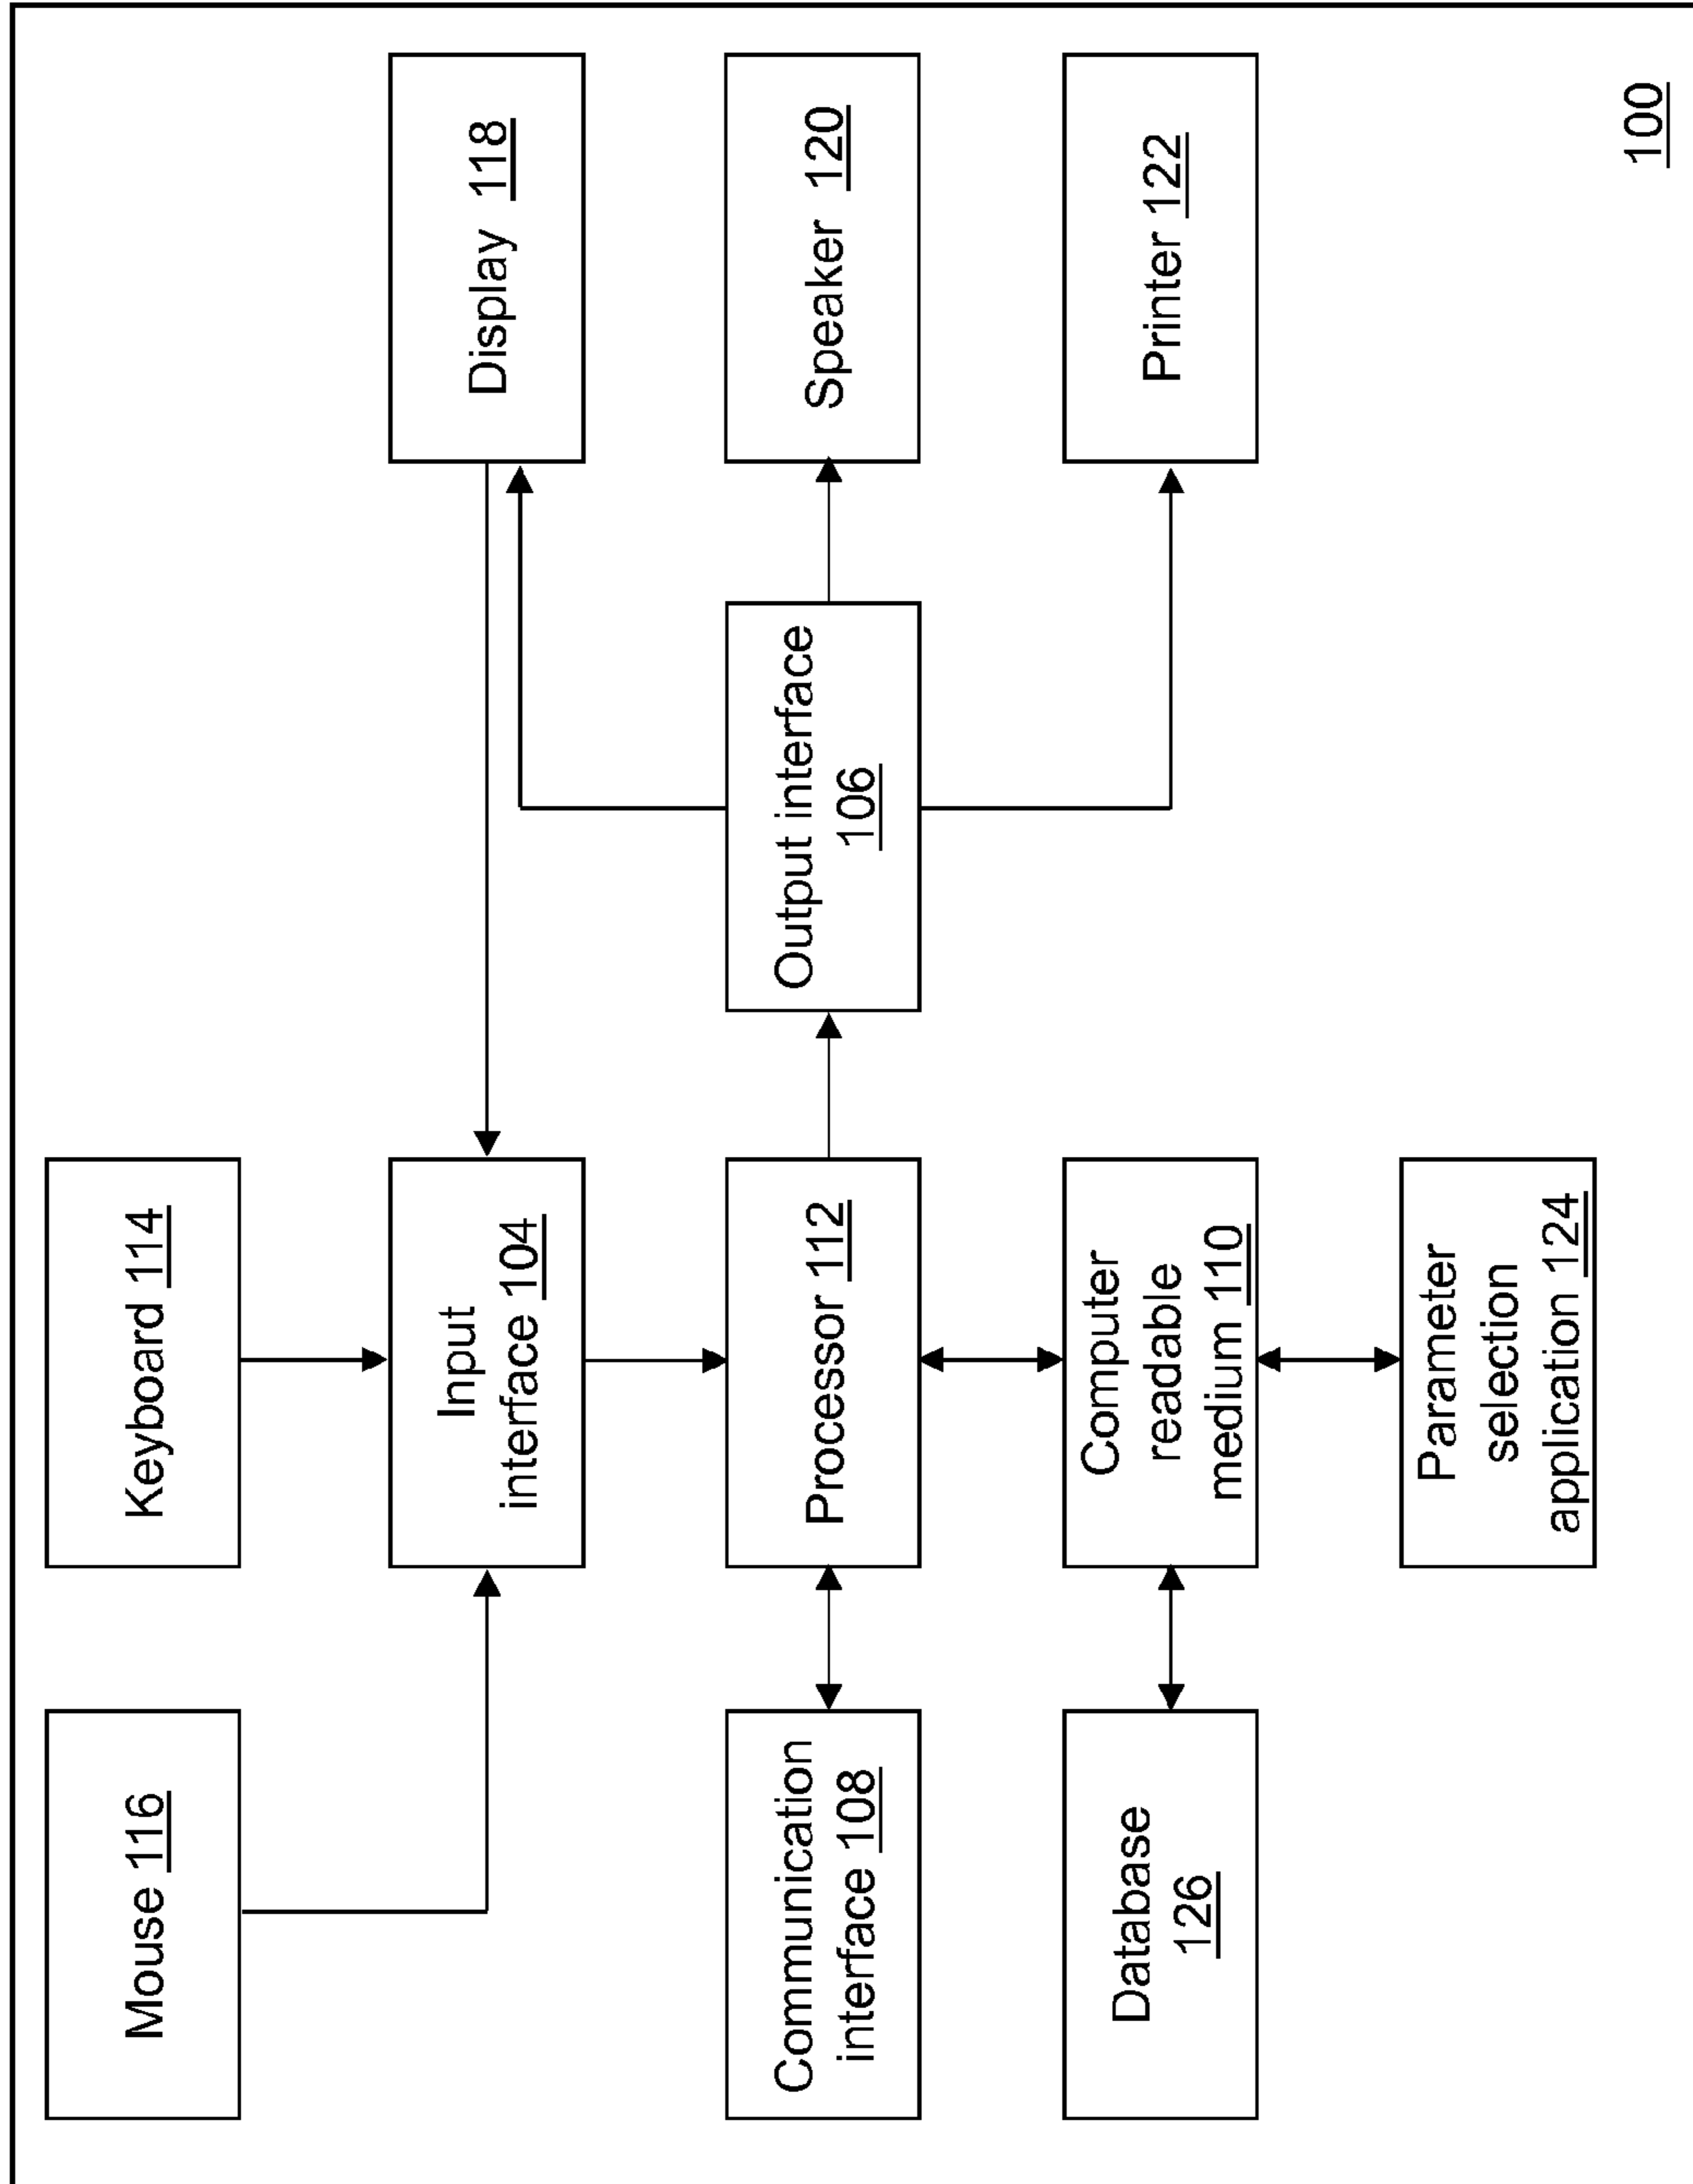 Mouse 116
Keyboard 114
Input
interface 104
Display 118
Communication
interface 108
Processor 112
Output interface
106
Speaker 120
Database
126
Computer
readable
medium 110
Printer 122
Parameter
selection
application 124
100